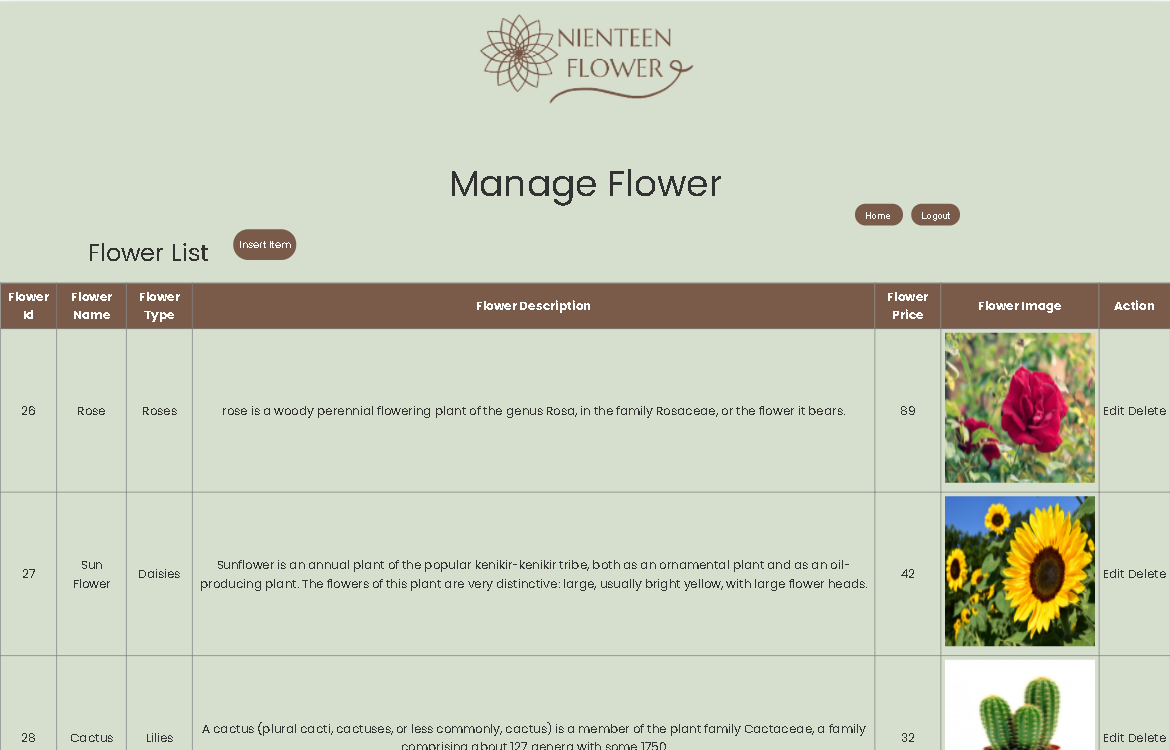 NIENTEEN
FLOWER
Manage Flower
Home Logout
Flower List Insert Item
Flower Id Flower Name Flower Type Flower Description Flower Price Flower Image Action
26 Rose Roses rose is a woody perennial flowering plant of the genus Rosa, in the family Rosaceae, or the flower it bears. 89 Edit Delete
27 Sun Flower Daisies Sunflower is an annual plant of the popular kenikir-kenikir tribe, both as an ornamental plant and as an oil-
producing plant. The flowers of this plant are very distinctive: large, usually bright yellow, with large flower heads. 42 Edit Delete
28 Cactus Lilies A cactus (plural cacti, cactuses, or less commonly, cactus) is a member of the plant family Cactaceae, a family
comprising about 127 genera with some 1750 32 Edit Delete